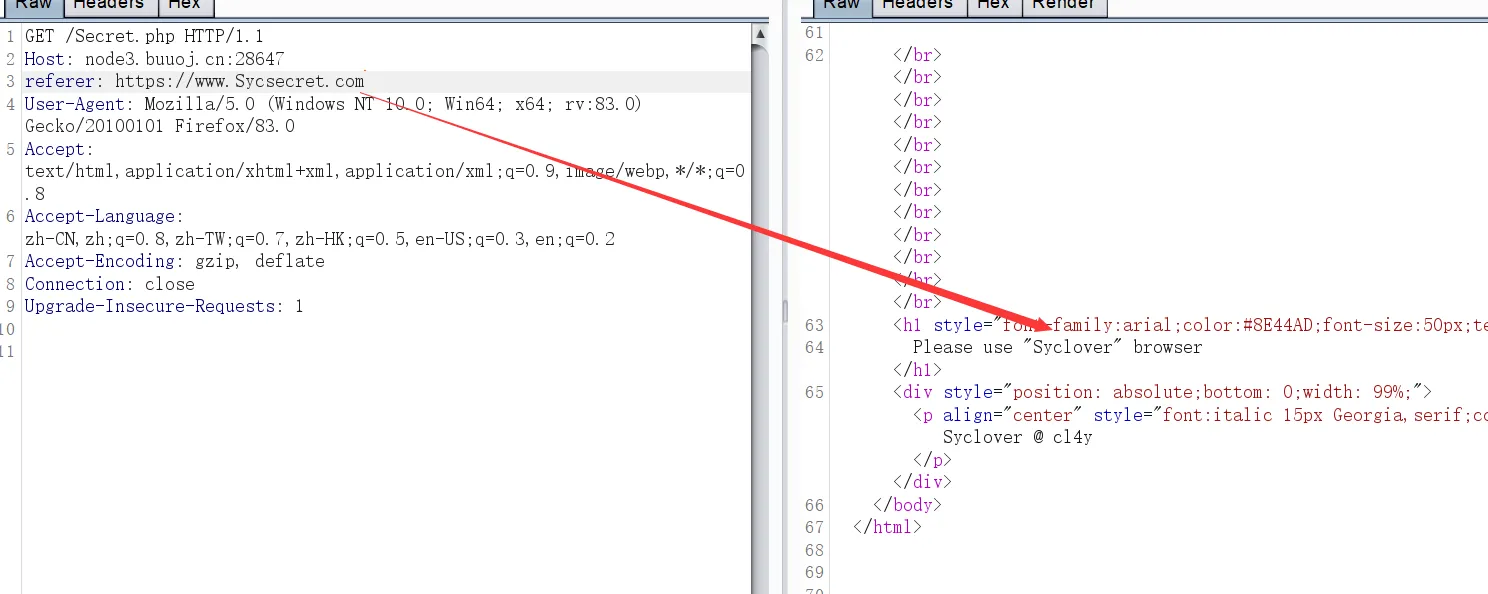 Raw Headers Hex
1 GET /Secret.php HTTP/1.1
2 Host: node3.buuoj.cn:28647
3 referer: https://www.Sycsecret.com
4 User-Agent: Mozilla/5.0 (Windows NT 10.0; Win64; x64; rv:83.0)
Gecko/20100101 Firefox/83.0
5 Accept:
text/html,application/xhtml+xml,application/xml;q=0.9,image/webp,*/*;q=0
.8
6 Accept-Language:
zh-CN,zh;q=0.8,zh-TW;q=0.7,zh-HK;q=0.5,en-US;q=0.3,en;q=0.2
7 Accept-Encoding: gzip, deflate
8 Connection: close
9 Upgrade-Insecure-Requests: 1
10
11
Raw Headers Hex Render
61
62 </br>
</br>
</br>
</br>
</br>
</br>
</br>
</br>
</br>
</br>
</br>
</br>
63 <h1 style="font-family:arial;color:#8E44AD;font-size:50px;te
64 Please use "Syclover" browser
</h1>
65 <div style="position: absolute;bottom: 0;width: 99%;">
<p align="center" style="font:italic 15px Georgia,serif;co
Syclover @ cl4y
</p>
</div>
66 </body>
67 </html>
68
69
70